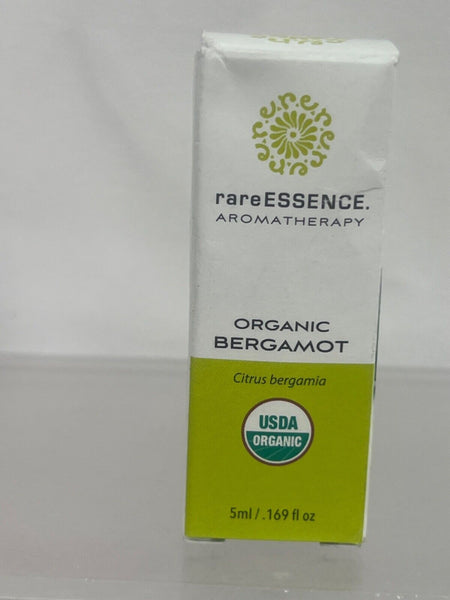 rareESSENCE.
AROMATHERAPY
ORGANIC
BERGAMOT
Citrus bergamia
USDA
ORGANIC
5ml / .169 fl oz